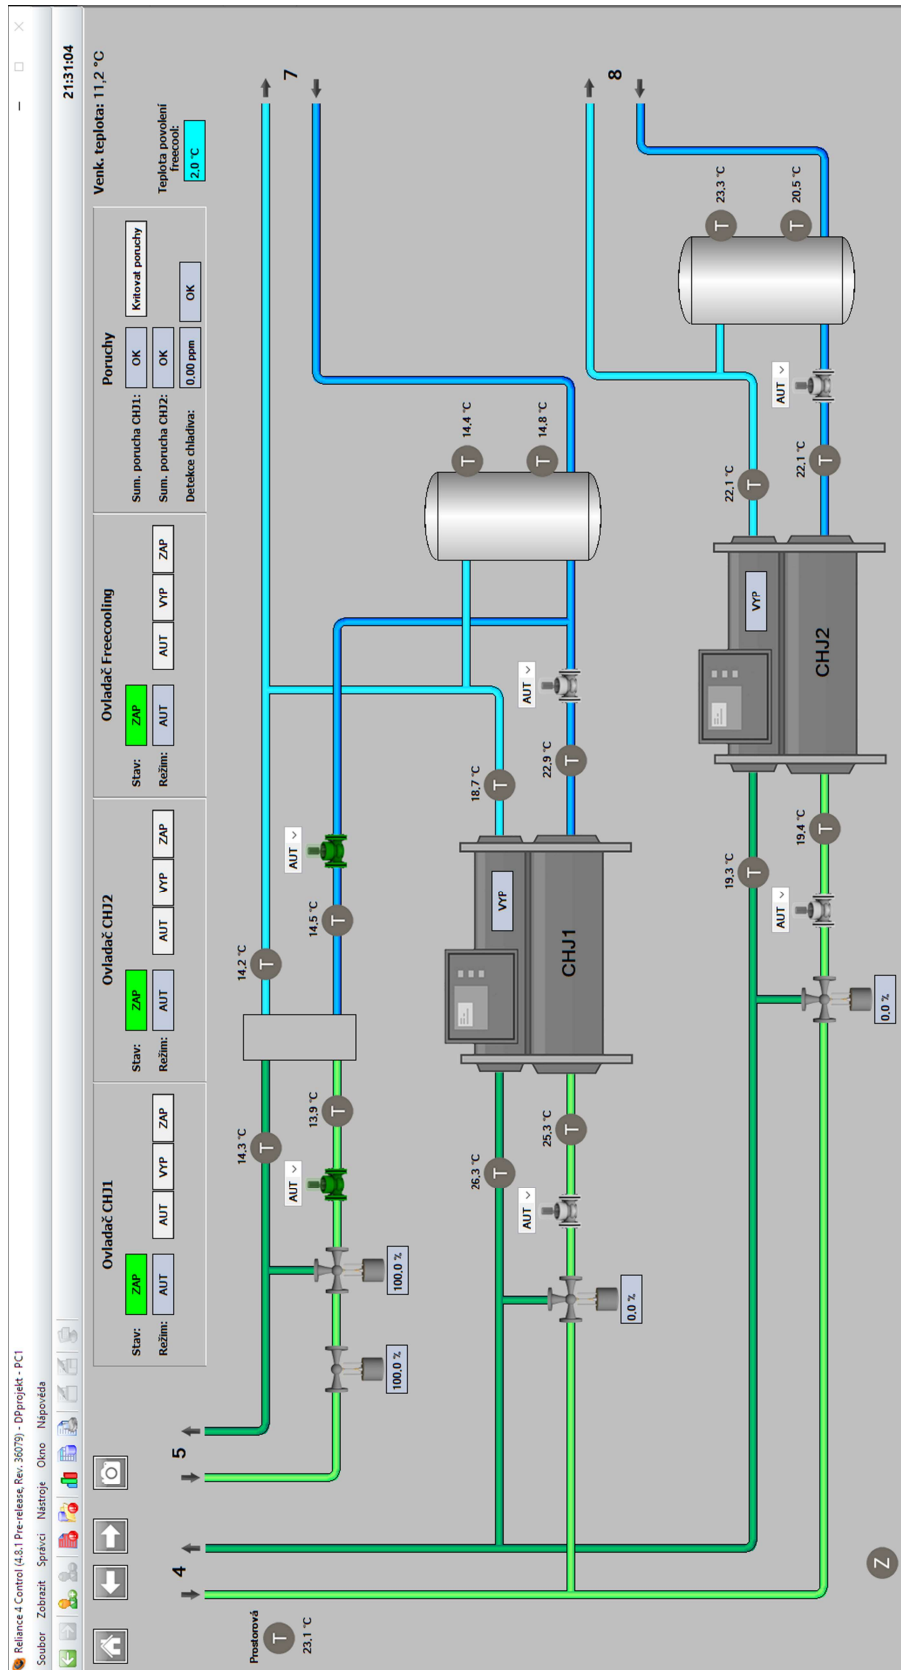 Reliance 4 Control (4.8.1 Pre-release, Rev. 36079) - DPprojekt - PC1
Soubor Zobrazit Správci Nástroje Okno Nápověda
21:31:04
Ovladač CHJ1
Stav: ZAP
Režim: AUT AUT VYP ZAP
Ovladač CHJ2
Stav: ZAP
Režim: AUT AUT VYP ZAP
Ovladač Freecooling
Stav: ZAP
Režim: AUT AUT VYP ZAP
Poruchy
Sum. porucha CHJ1: OK Kvitovat poruchy
Sum. porucha CHJ2: OK
Detekce chladiva: 0,00 ppm OK
Venk. teplota: 11,2 °C
Teplota povolení
freecool:
2,0 °C
4
5
7
Prostorová
T
23,1 °C
14,3 °C
T
14,2 °C
T
AUT
13,9 °C
T
AUT
14,5 °C
T
100,0 %
100,0 %
26,3 °C
T
18,7 °C
T
14,4 °C
T
VYP
AUT
25,3 °C
T
CHJ1
22,9 °C
T
AUT
14,8 °C
T
0,0 %
8
19,3 °C
T
22,1 °C
T
23,3 °C
T
VYP
AUT
19,4 °C
T
CHJ2
22,1 °C
T
AUT
20,5 °C
T
0,0 %
Z